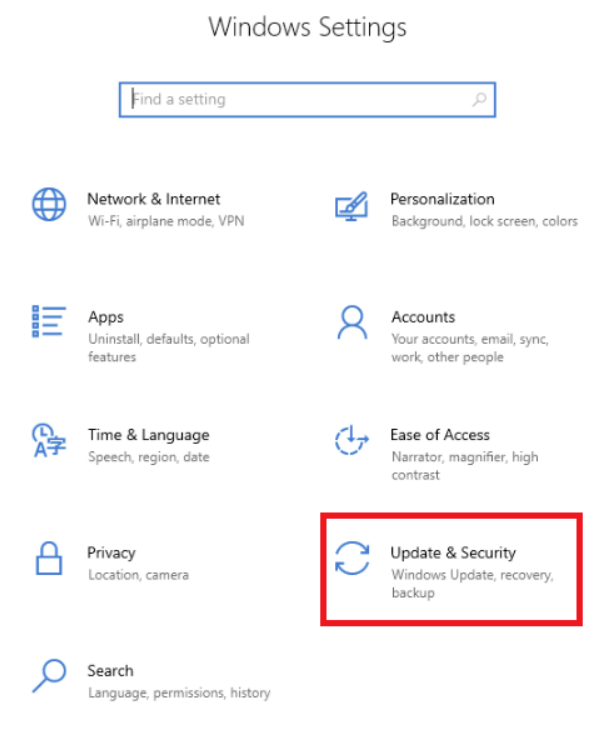 Windows Settings
Find a setting
Network & Internet
Wi-Fi, airplane mode, VPN
Personalization
Background, lock screen, colors
Apps
Uninstall, defaults, optional
features
Accounts
Your accounts, email, sync,
work, other people
Time & Language
Speech, region, date
Ease of Access
Narrator, magnifier, high
contrast
Privacy
Location, camera
Update & Security
Windows Update, recovery,
backup
Search
Language, permissions, history